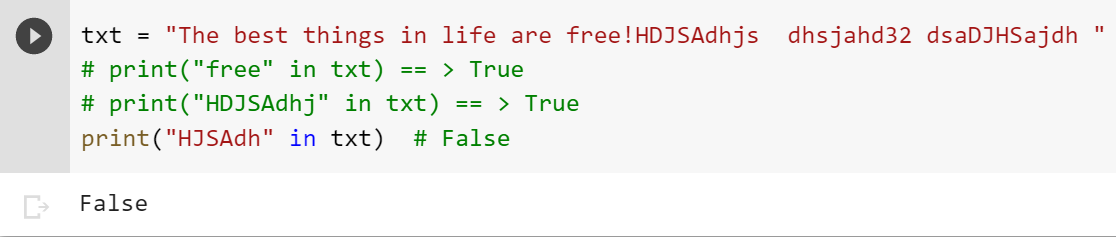 txt = "The best things in life are free!HDJSAdhjs  dhsjahd32 dsaDJHSajdh "
# print("free" in txt) == > True
# print("HDJSAdhj" in txt) == > True
print("HJSAdh" in txt)  # False
False